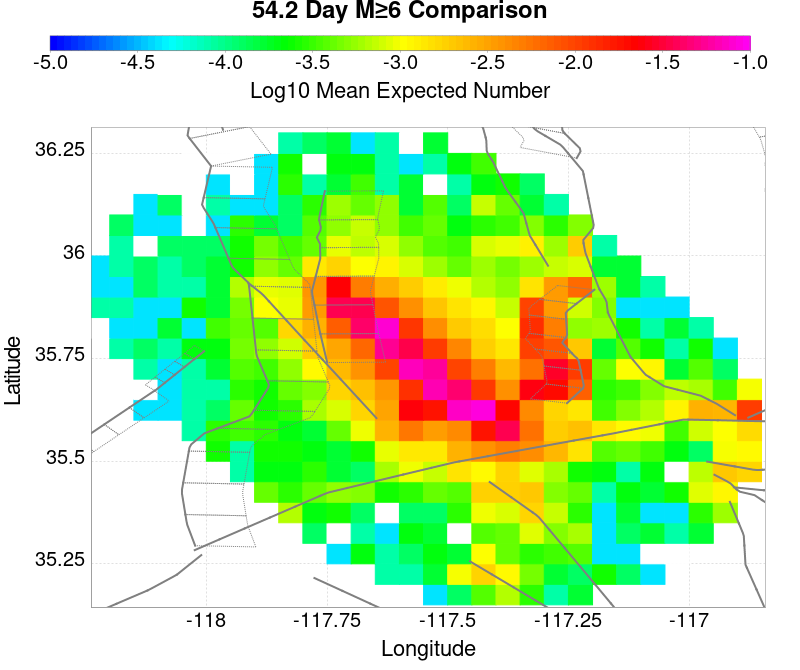 54.2 Day M≥6 Comparison
-5.0 -4.5 -4.0 -3.5 -3.0 -2.5 -2.0 -1.5 -1.0
Log10 Mean Expected Number
36.25
36
35.75
35.5
35.25
Latitude
-118 -117.75 -117.5 -117.25 -117
Longitude